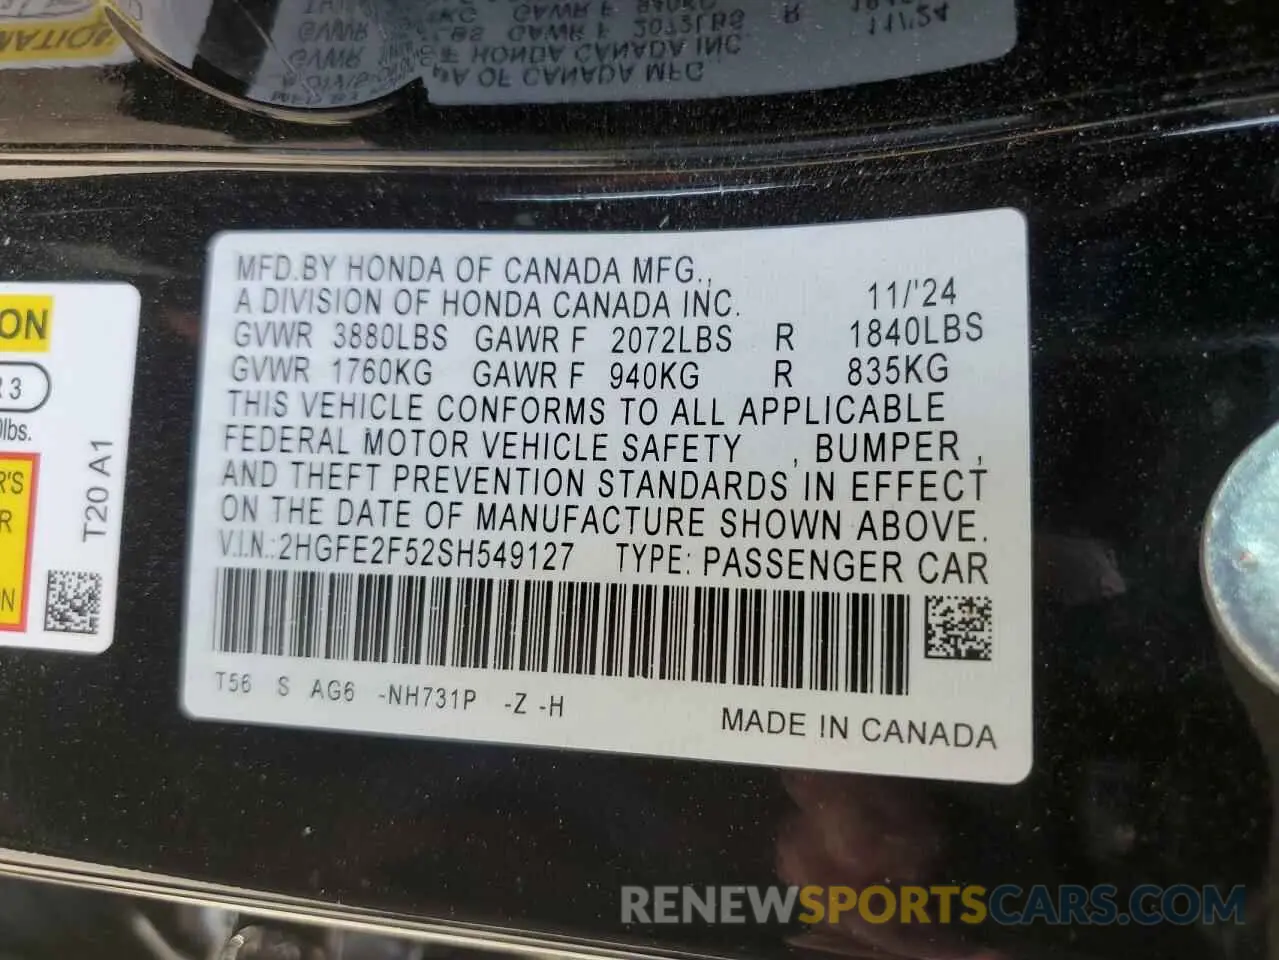 MFD.BY HONDA OF CANADA MFG.,
A DIVISION OF HONDA CANADA INC. 11/'24
GVWR 3880LBS GAWR F 2072LBS R 1840LBS
GVWR 1760KG GAWR F 940KG R 835KG
THIS VEHICLE CONFORMS TO ALL APPLICABLE
FEDERAL MOTOR VEHICLE SAFETY , BUMPER ,
AND THEFT PREVENTION STANDARDS IN EFFECT
ON THE DATE OF MANUFACTURE SHOWN ABOVE.
V.I.N.: 2HGFE2F52SH549127 TYPE: PASSENGER CAR
T56 S AG6 -NH731P -Z -H
MADE IN CANADA
ON
R 3
lbs.
R'S
R
N
T20 A1
RENEWSPORTSCARS.COM